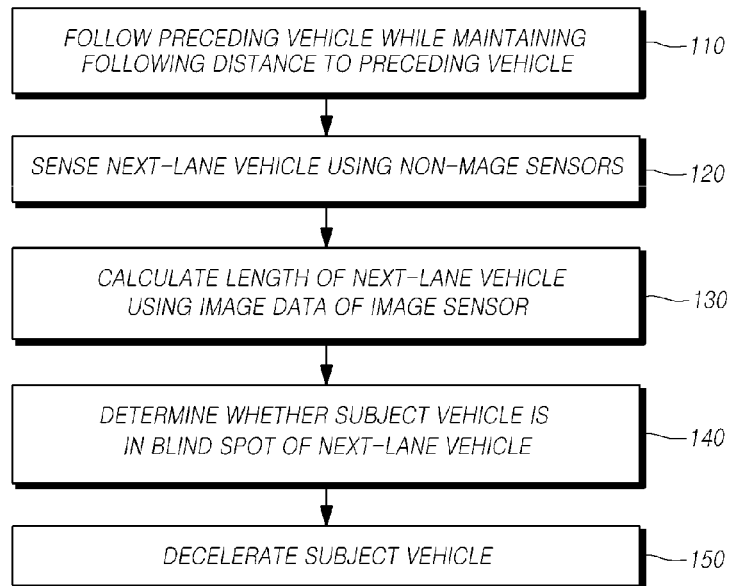 FOLLOW PRECEDING VEHICLE WHILE MAINTAINING
FOLLOWING DISTANCE TO PRECEDING VEHICLE
110
SENSE NEXT-LANE VEHICLE USING NON-MAGE SENSORS
120
CALCULATE LENGTH OF NEXT-LANE VEHICLE
USING IMAGE DATA OF IMAGE SENSOR
130
DETERMINE WHETHER SUBJECT VEHICLE IS
IN BLIND SPOT OF NEXT-LANE VEHICLE
140
DECELERATE SUBJECT VEHICLE
150